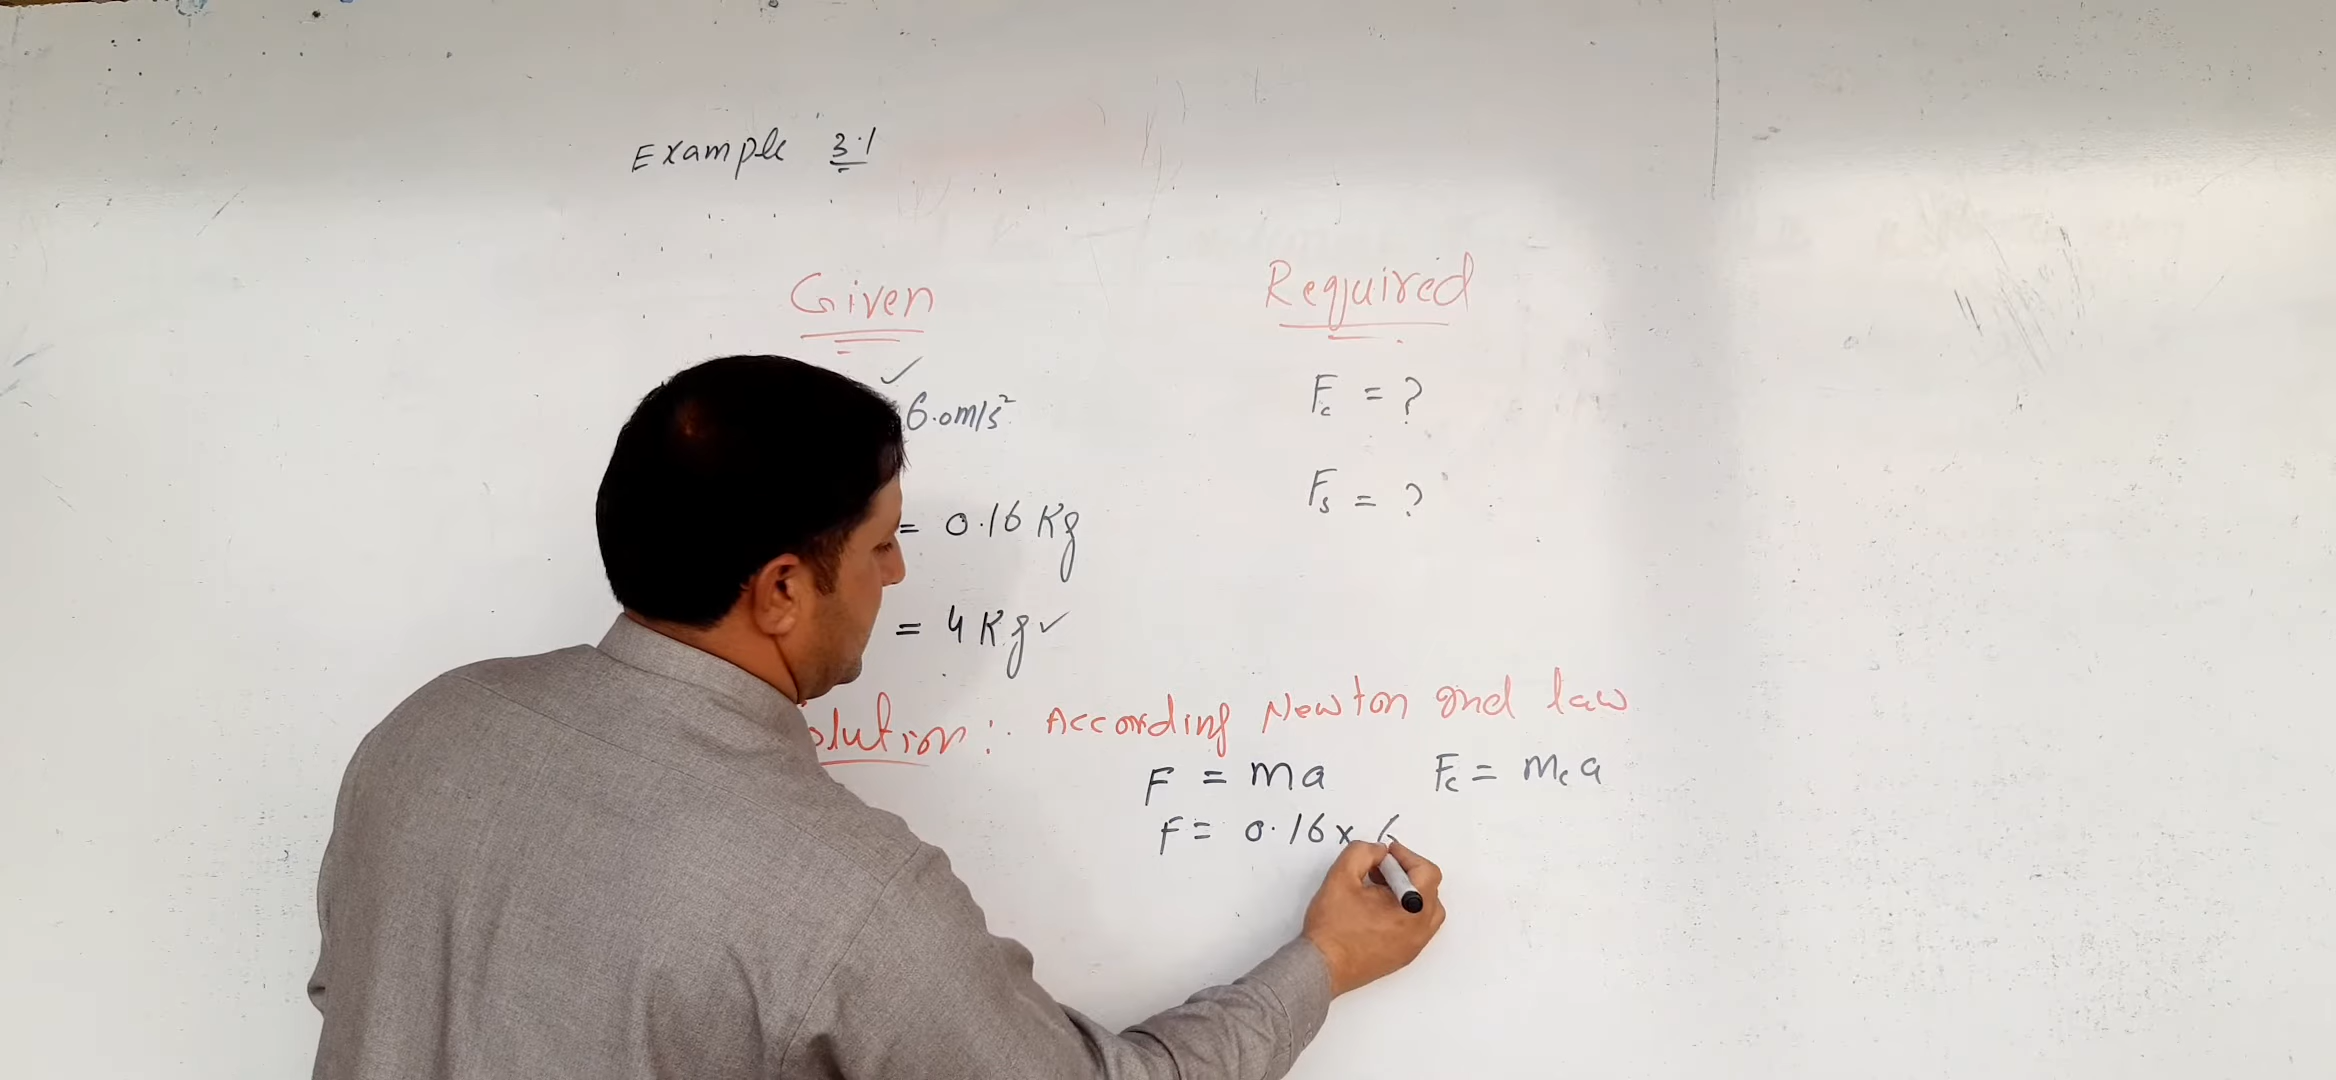 Example 3.1
Given Required
6.0m/s² Fc = ?
= 0.16 Kg Fs = ?
= 4 Kg ✓
olution :. According Newton 2nd law
F = ma Fc = mc a
F = 0.16 x 6